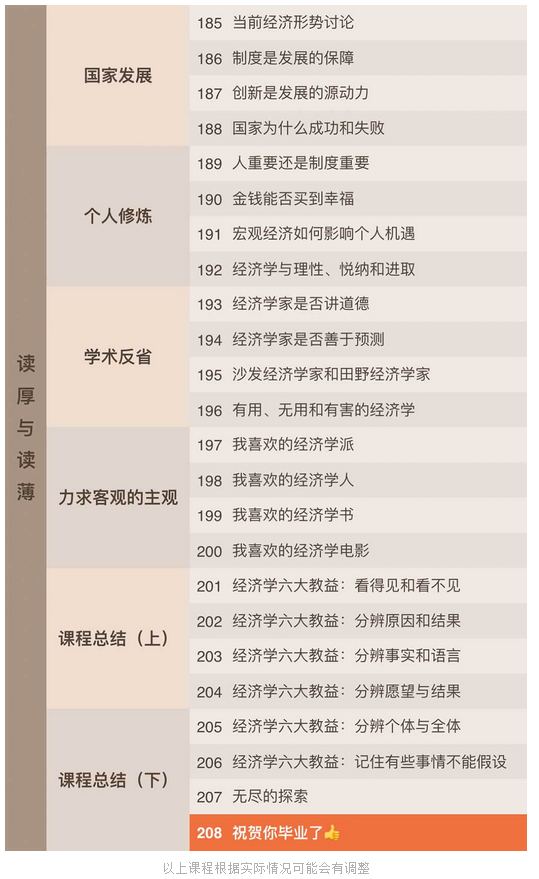 读厚与读薄
国家发展
185 当前经济形势讨论
186 制度是发展的保障
187 创新是发展的源动力
188 国家为什么成功和失败
个人修炼
189 人重要还是制度重要
190 金钱能否买到幸福
191 宏观经济如何影响个人机遇
192 经济学与理性、悦纳和进取
学术反省
193 经济学家是否讲道德
194 经济学家是否善于预测
195 沙发经济学家和田野经济学家
196 有用、无用和有害的经济学
力求客观的主观
197 我喜欢的经济学派
198 我喜欢的经济学人
199 我喜欢的经济学书
200 我喜欢的经济学电影
课程总结（上）
201 经济学六大教益：看得见和看不见
202 经济学六大教益：分辨原因和结果
203 经济学六大教益：分辨事实和语言
204 经济学六大教益：分辨愿望与结果
课程总结（下）
205 经济学六大教益：分辨个体与全体
206 经济学六大教益：记住有些事情不能假设
207 无尽的探索
208 祝贺你毕业了👍
以上课程根据实际情况可能会有调整